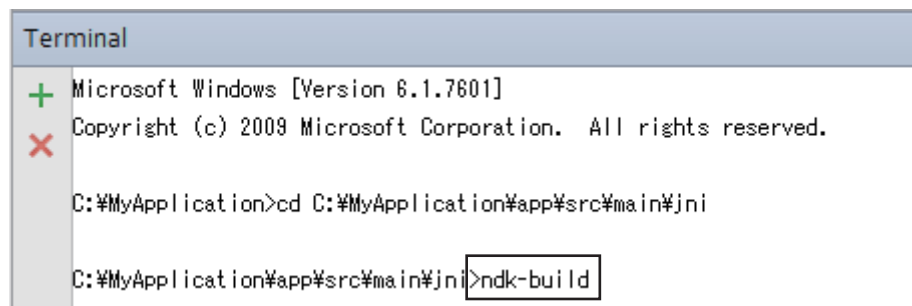 Terminal
Microsoft Windows [Version 6.1.7601]
Copyright (c) 2009 Microsoft Corporation.  All rights reserved.
C:¥MyApplication>cd C:¥MyApplication¥app¥src¥main¥jni
C:¥MyApplication¥app¥src¥main¥jni>ndk-build